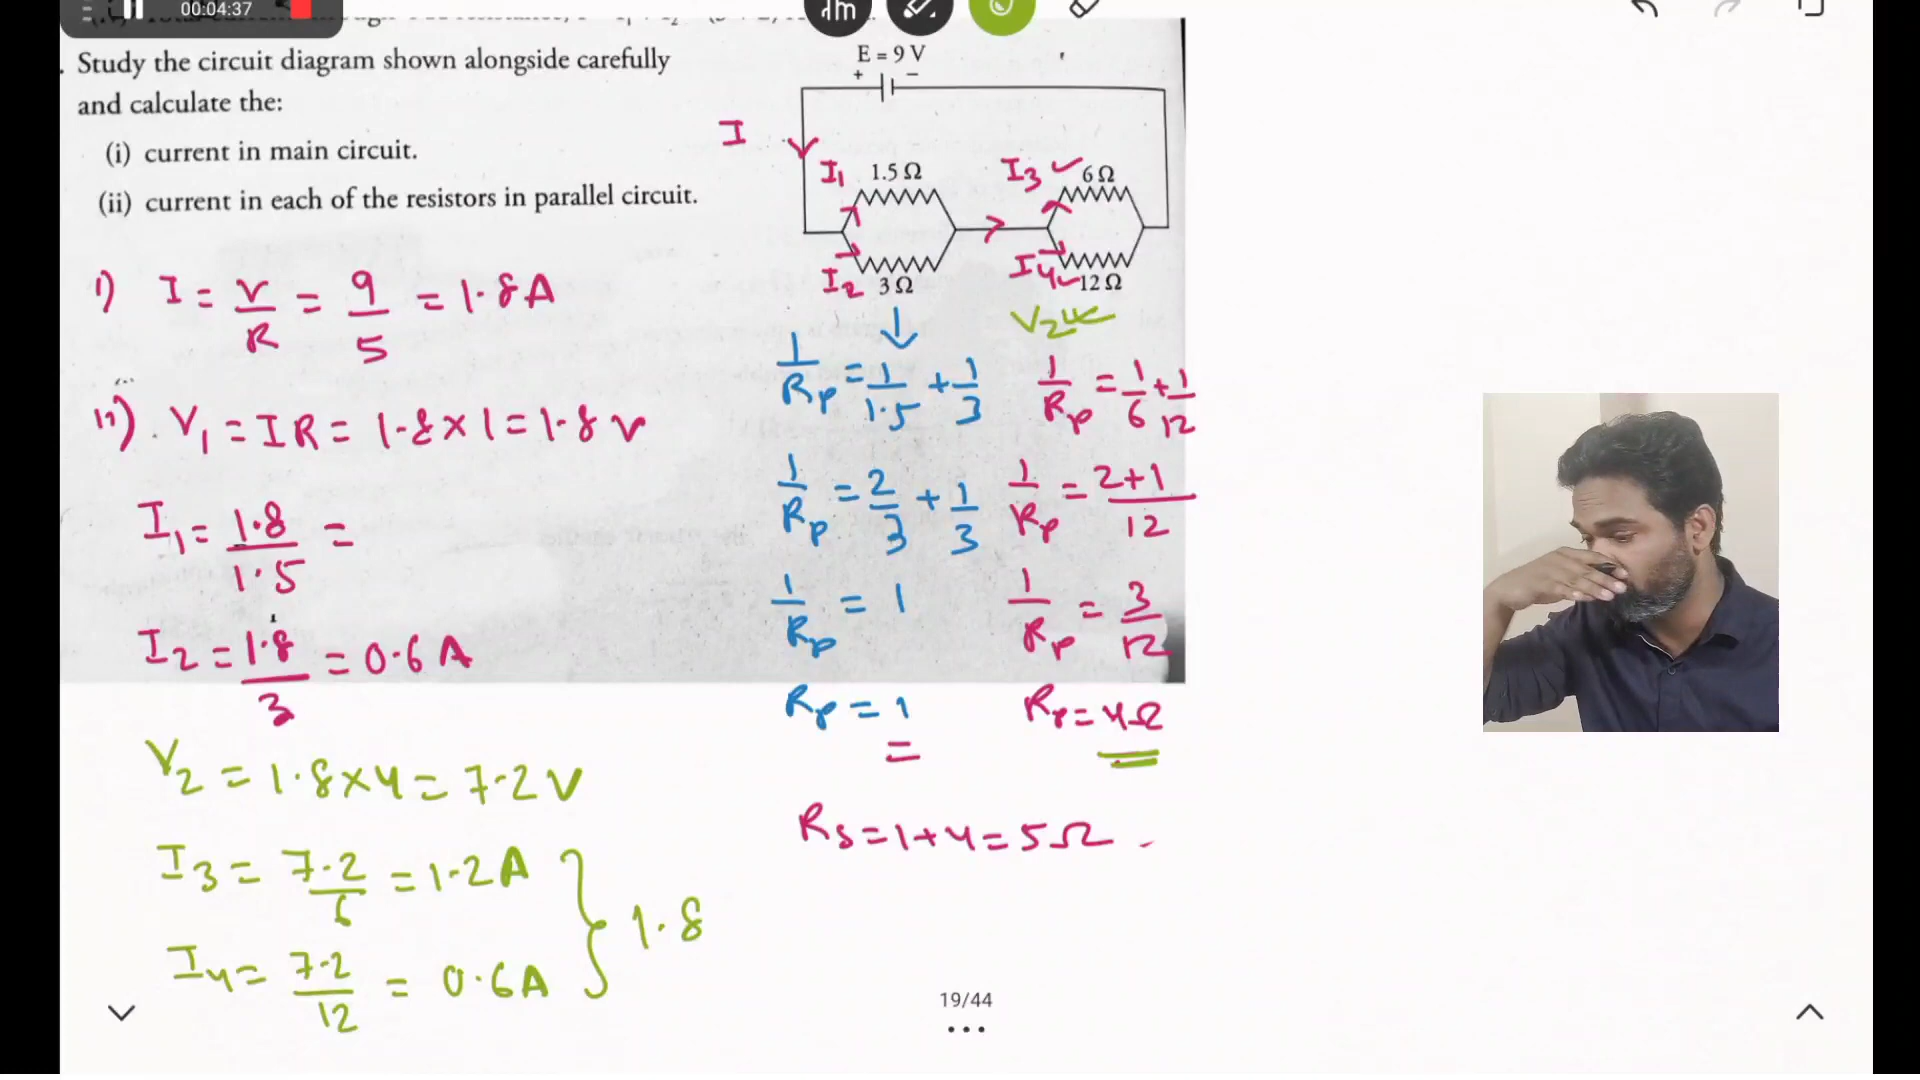 00:04:37
. Study the circuit diagram shown alongside carefully
and calculate the:
(i) current in main circuit.
(ii) current in each of the resistors in parallel circuit.
E = 9 V
+ −
I
I₁ 1.5 Ω
I₃ 6 Ω
I₂ 3 Ω
I₄ 12 Ω
V₂
i) I = V/R = 9/5 = 1.8 A
ii) V₁ = IR = 1.8 × 1 = 1.8 V
I₁ = 1.8/1.5 =
I₂ = 1.8/3 = 0.6 A
V₂ = 1.8 × 4 = 7.2 V
I₃ = 7.2/6 = 1.2 A
I₄ = 7.2/12 = 0.6 A
1.8
1/Rp = 1/1.5 + 1/3
1/Rp = 2/3 + 1/3
1/Rp = 1
Rp = 1
1/Rp = 1/6 + 1/12
1/Rp = 2+1/12
1/Rp = 3/12
Rp = 4Ω
Rs = 1 + 4 = 5Ω
19/44